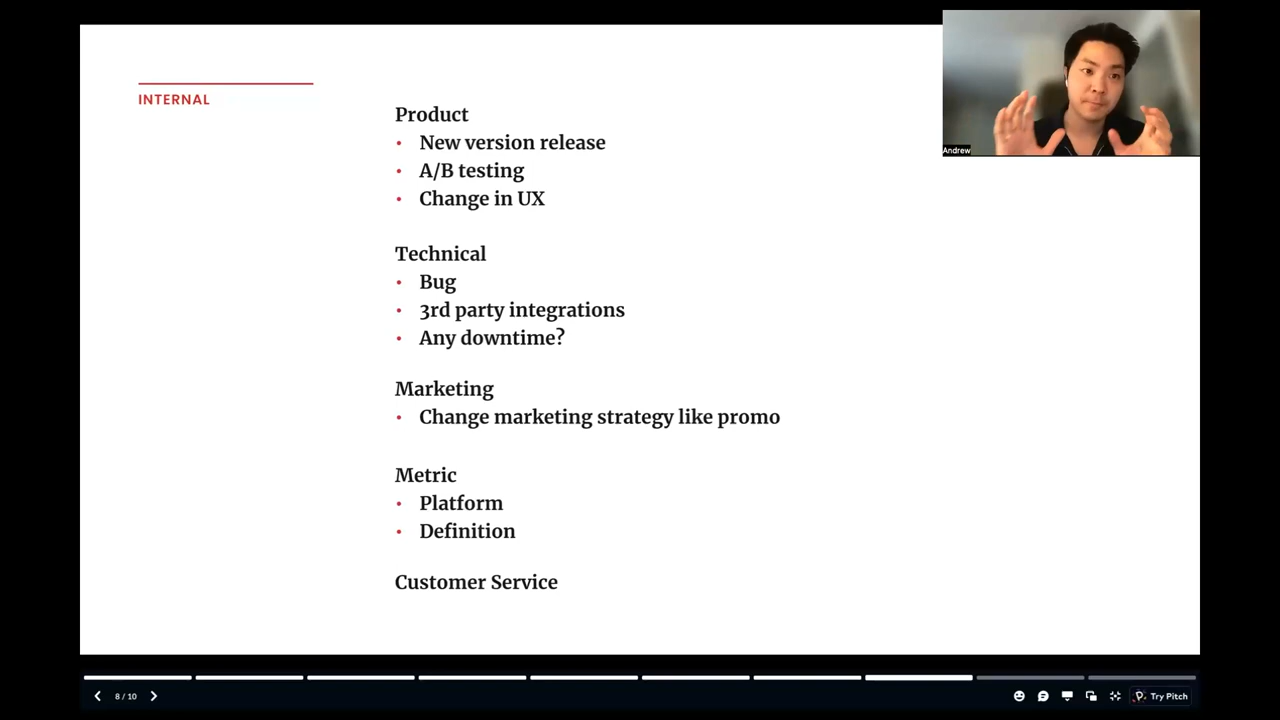 INTERNAL
Product
• New version release
• A/B testing
• Change in UX
Technical
• Bug
• 3rd party integrations
• Any downtime?
Marketing
• Change marketing strategy like promo
Metric
• Platform
• Definition
Customer Service
Andrew
8 / 10
Try Pitch